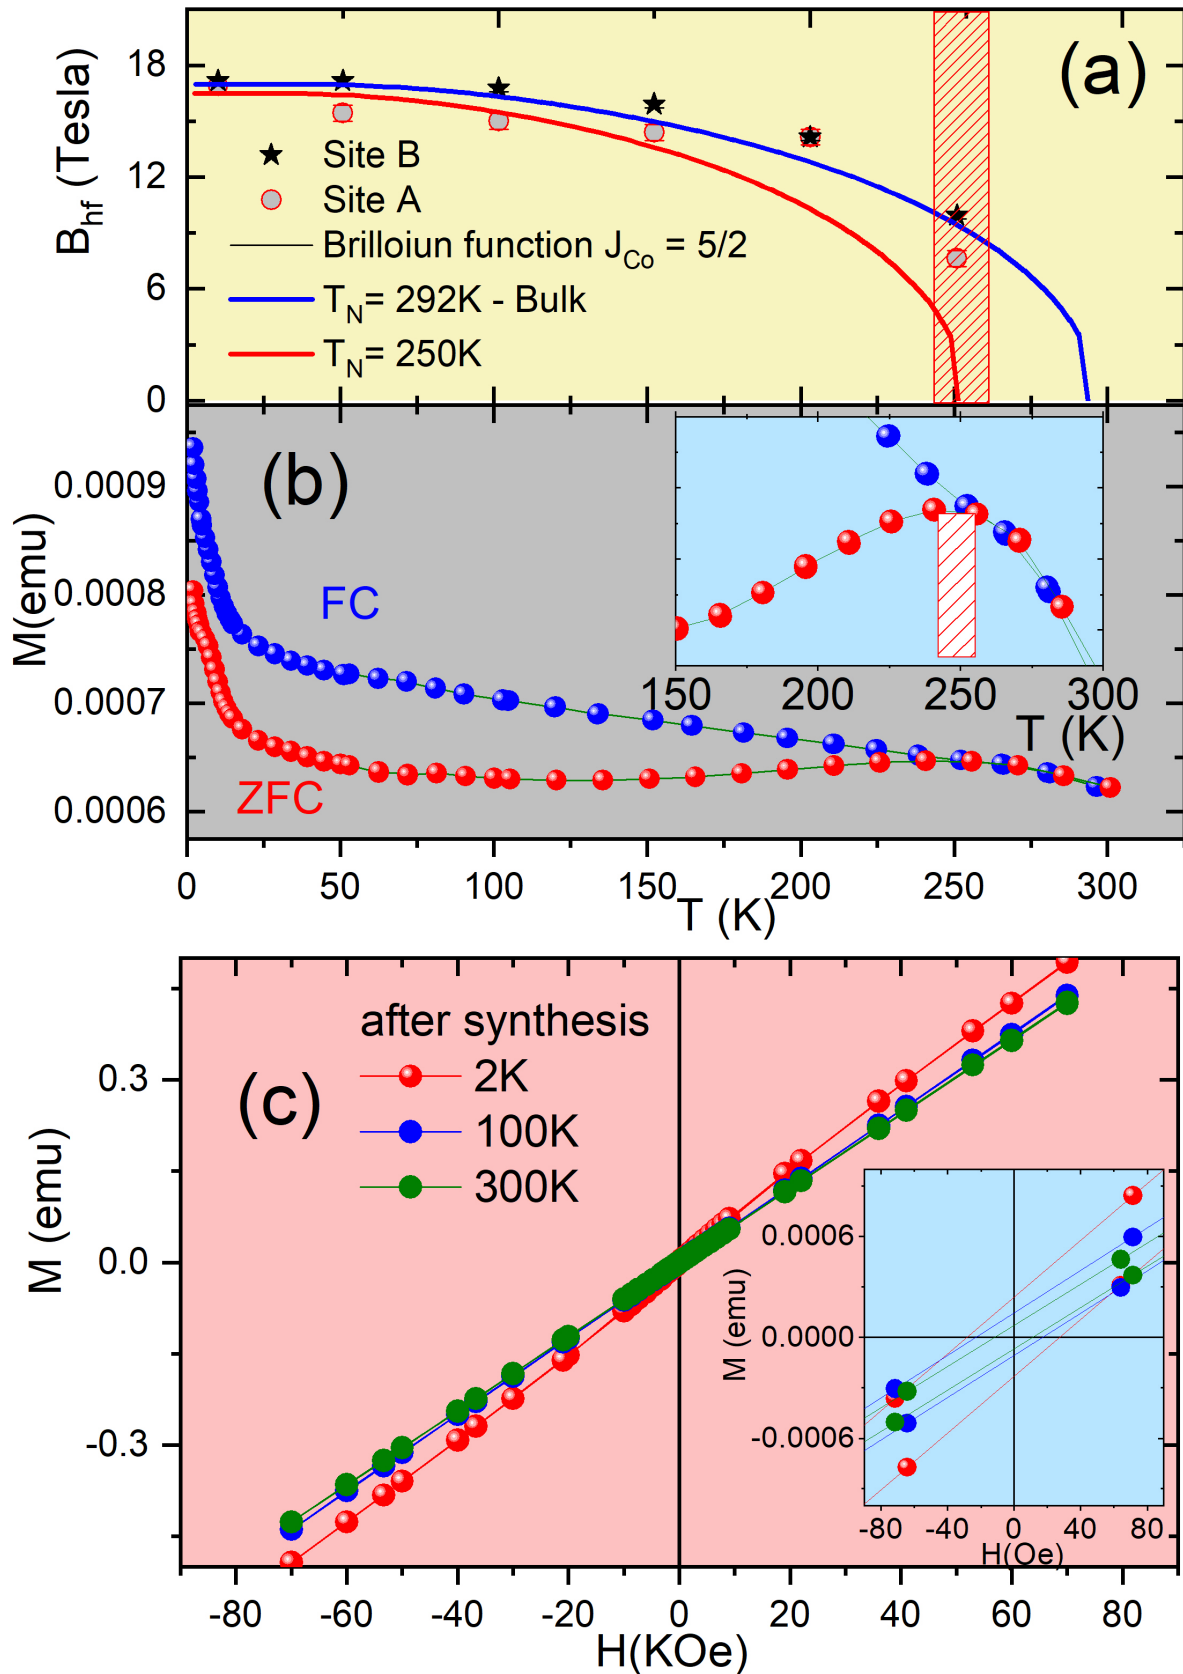 (a)
B_hf (Tesla)
18
12
6
0
Site B
Site A
Brilloiun function J_Co = 5/2
T_N= 292K - Bulk
T_N= 250K
(b)
M(emu)
0.0009
0.0008
0.0007
0.0006
FC
ZFC
150 200 250 300
T (K)
0 50 100 150 200 250 300
T (K)
(c)
M (emu)
0.3
0.0
-0.3
after synthesis
2K
100K
300K
M (emu)
0.0006
0.0000
-0.0006
-80 -40 0 40 80
H(Oe)
-80 -60 -40 -20 0 20 40 60 80
H(KOe)